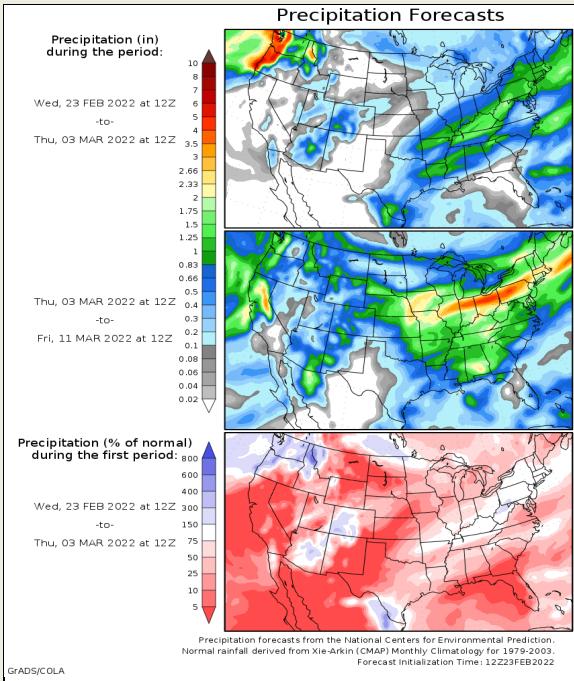 Precipitation Forecasts
Precipitation (in)
during the period:
Wed, 23 FEB 2022 at 12Z
-to-
Thu, 03 MAR 2022 at 12Z
10
8
7
6
5
4
3.5
3
2.66
2.33
2
1.75
1.5
1.25
1
0.83
0.66
0.5
0.4
0.3
0.2
0.1
0.08
0.06
0.04
0.02
Thu, 03 MAR 2022 at 12Z
-to-
Fri, 11 MAR 2022 at 12Z
Precipitation (% of normal)
during the first period:
Wed, 23 FEB 2022 at 12Z
-to-
Thu, 03 MAR 2022 at 12Z
800
600
400
300
150
75
50
25
10
5
Precipitation forecasts from the National Centers for Environmental Prediction.
Normal rainfall derived from Xie-Arkin (CMAP) Monthly Climatology for 1979-2003.
Forecast Initialization Time: 12Z23FEB2022
GrADS/COLA